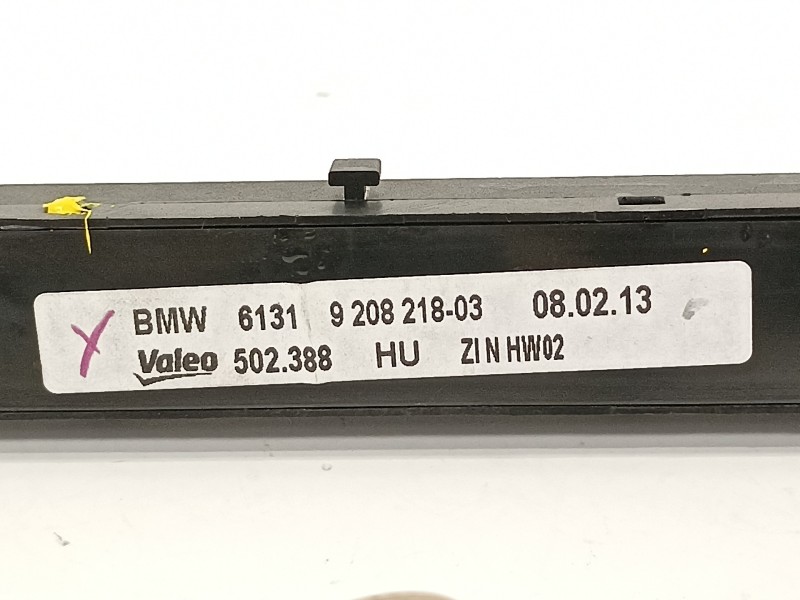 BMW 6131 9 208 218-03 08.02.13
Valeo 502.388 HU ZI N HW02